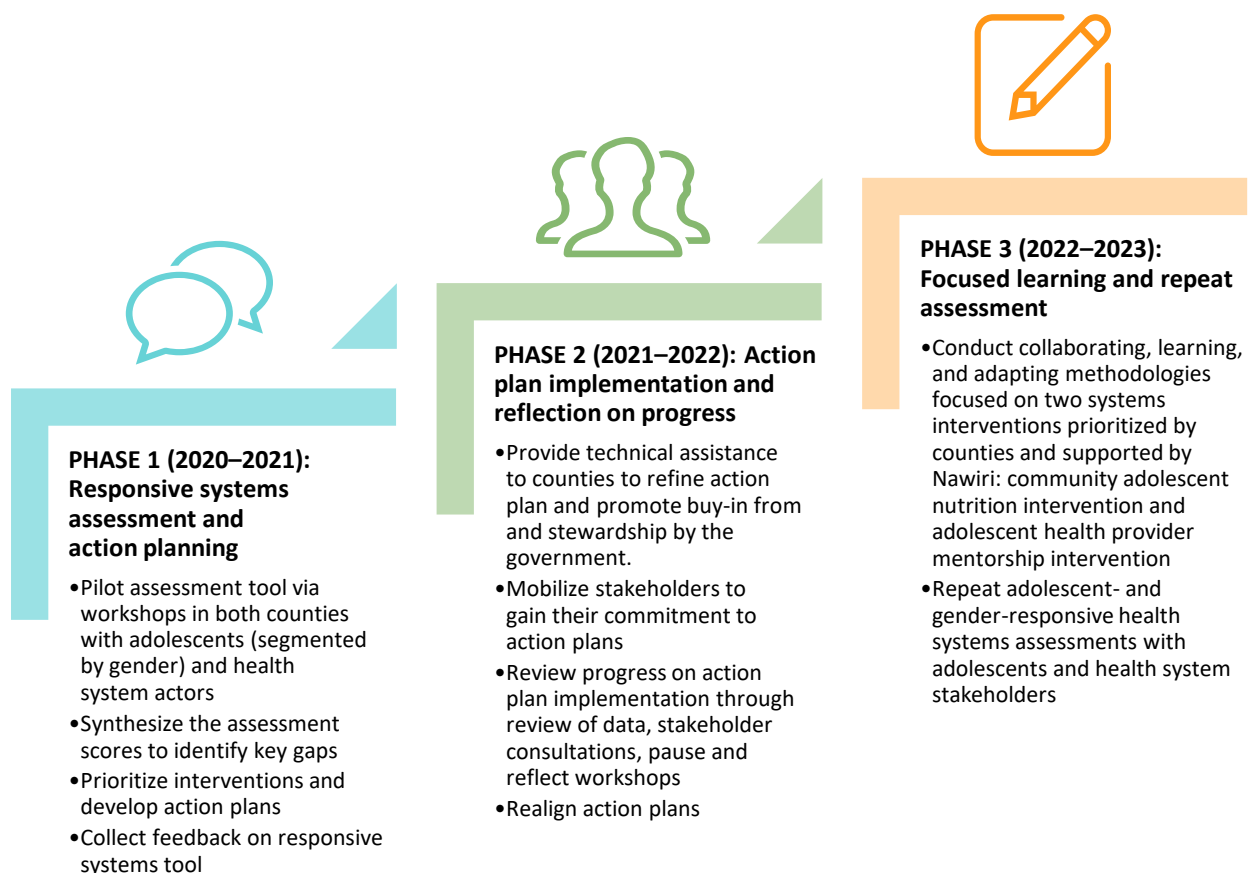 PHASE 1 (2020–2021):
Responsive systems
assessment and
action planning
•Pilot assessment tool via
workshops in both counties
with adolescents (segmented
by gender) and health
system actors
•Synthesize the assessment
scores to identify key gaps
•Prioritize interventions and
develop action plans
•Collect feedback on responsive
systems tool
PHASE 2 (2021–2022): Action
plan implementation and
reflection on progress
•Provide technical assistance
to counties to refine action
plan and promote buy-in from
and stewardship by the
government.
•Mobilize stakeholders to
gain their commitment to
action plans
•Review progress on action
plan implementation through
review of data, stakeholder
consultations, pause and
reflect workshops
•Realign action plans
PHASE 3 (2022–2023):
Focused learning and repeat
assessment
•Conduct collaborating, learning,
and adapting methodologies
focused on two systems
interventions prioritized by
counties and supported by
Nawiri: community adolescent
nutrition intervention and
adolescent health provider
mentorship intervention
•Repeat adolescent- and
gender-responsive health
systems assessments with
adolescents and health system
stakeholders